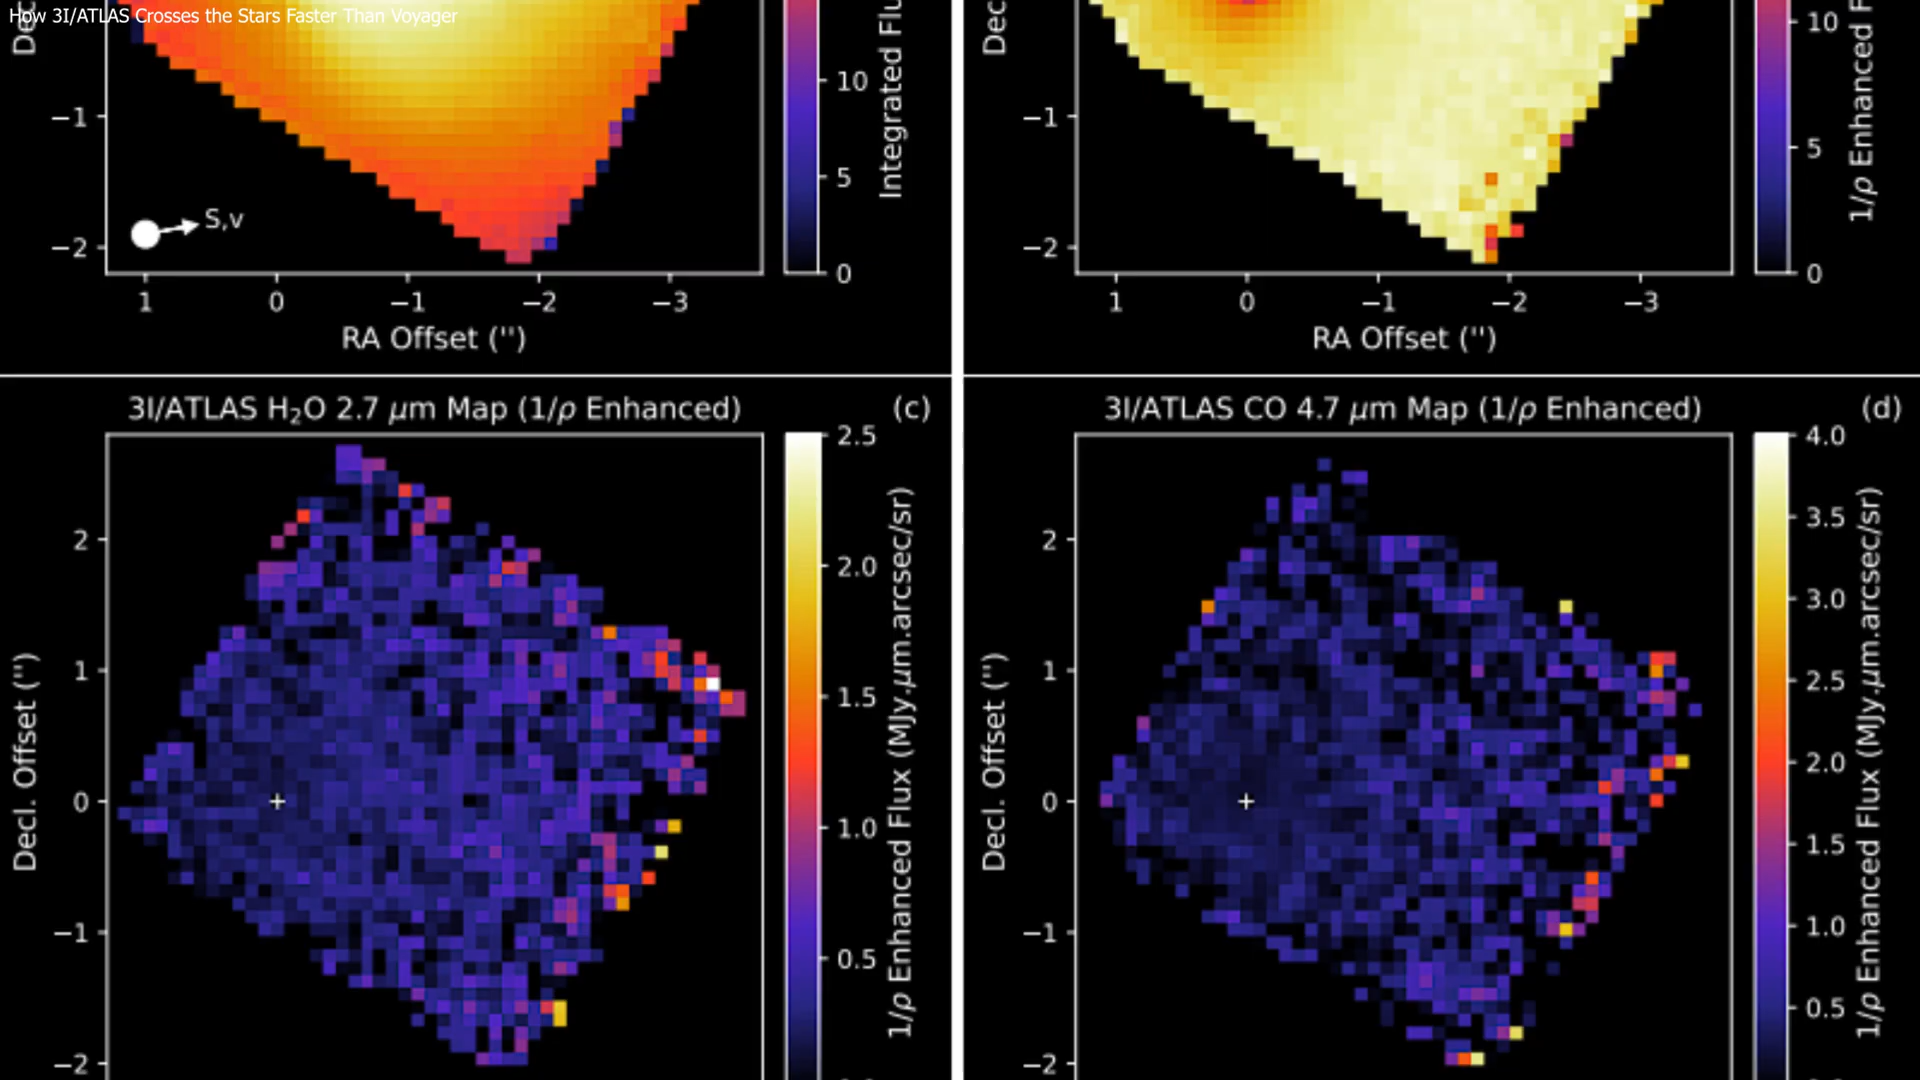 How 3I/ATLAS Crosses the Stars Faster Than Voyager
Dec
−1
−2
S,v
1 0 −1 −2 −3
RA Offset ('')
10
5
0
Integrated Flu
Dec
−1
−2
1 0 −1 −2 −3
RA Offset ('')
10
5
0
1/ρ Enhanced F
3I/ATLAS H₂O 2.7 μm Map (1/ρ Enhanced)
(c)
2
1
0
−1
−2
Decl. Offset ('')
2.5
2.0
1.5
1.0
0.5
1/ρ Enhanced Flux (MJy.μm.arcsec/sr)
3I/ATLAS CO 4.7 μm Map (1/ρ Enhanced)
(d)
2
1
0
−1
−2
Decl. Offset ('')
4.0
3.5
3.0
2.5
2.0
1.5
1.0
0.5
1/ρ Enhanced Flux (MJy.μm.arcsec/sr)